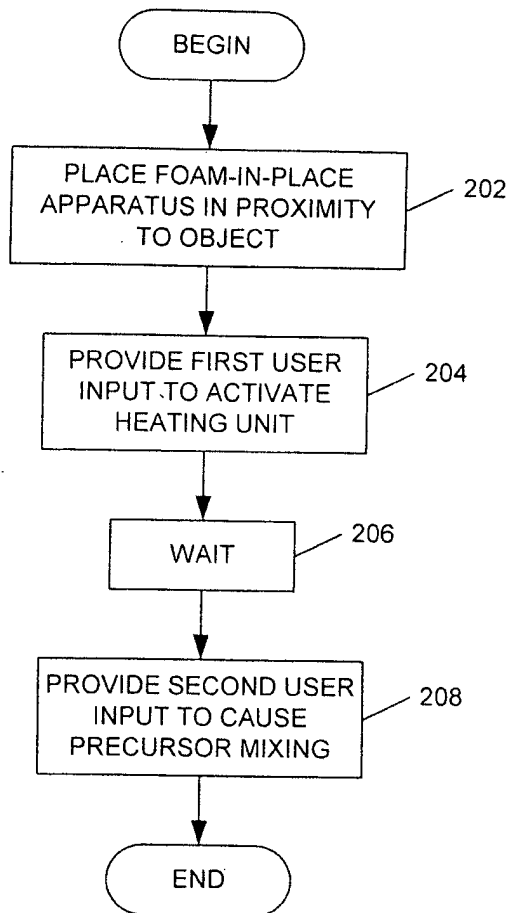 BEGIN
PLACE FOAM-IN-PLACE
APPARATUS IN PROXIMITY
TO OBJECT
202
PROVIDE FIRST USER
INPUT TO ACTIVATE
HEATING UNIT
204
WAIT
206
PROVIDE SECOND USER
INPUT TO CAUSE
PRECURSOR MIXING
208
END